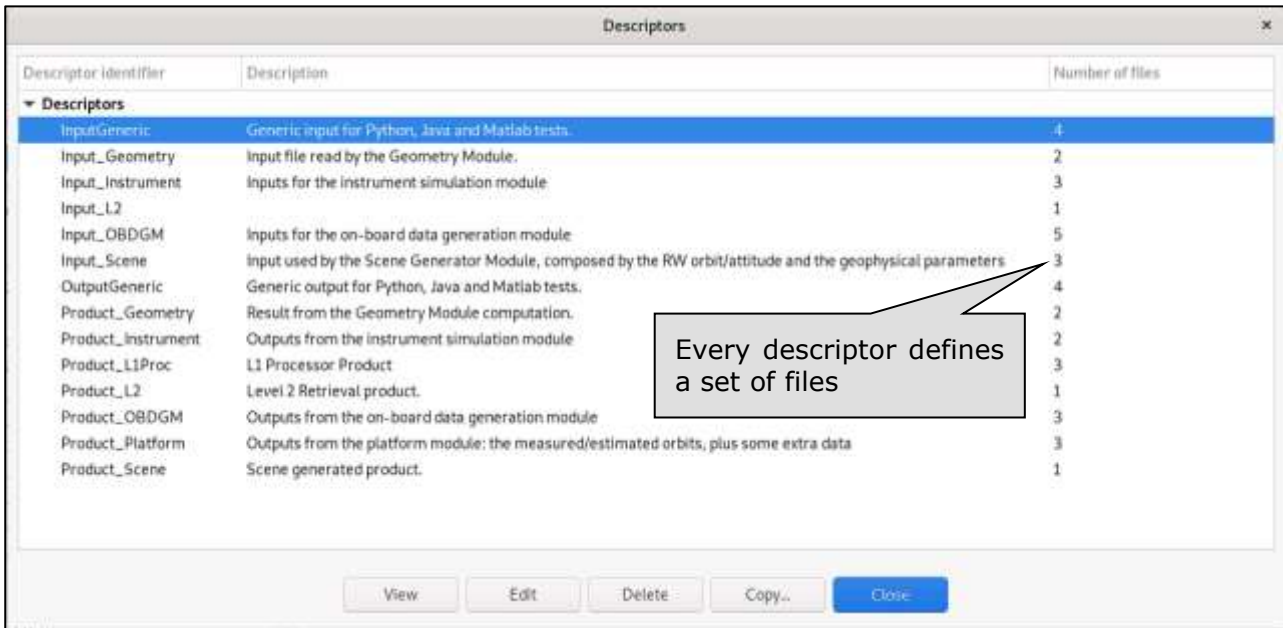 Descriptors ×
Descriptor identifier Description Number of files
Descriptors
InputGeneric Generic input for Python, Java and Matlab tests. 4
Input_Geometry Input file read by the Geometry Module. 2
Input_Instrument Inputs for the instrument simulation module 3
Input_L2 1
Input_OBDGM Inputs for the on-board data generation module 5
Input_Scene Input used by the Scene Generator Module, composed by the RW orbit/attitude and the geophysical parameters 3
OutputGeneric Generic output for Python, Java and Matlab tests. 4
Product_Geometry Result from the Geometry Module computation. 2
Product_Instrument Outputs from the instrument simulation module 2
Product_L1Proc L1 Processor Product 3
Product_L2 Level 2 Retrieval product. 1
Product_OBDGM Outputs from the on-board data generation module 3
Product_Platform Outputs from the platform module: the measured/estimated orbits, plus some extra data 3
Product_Scene Scene generated product. 1
Every descriptor defines
a set of files
View Edit Delete Copy... Close